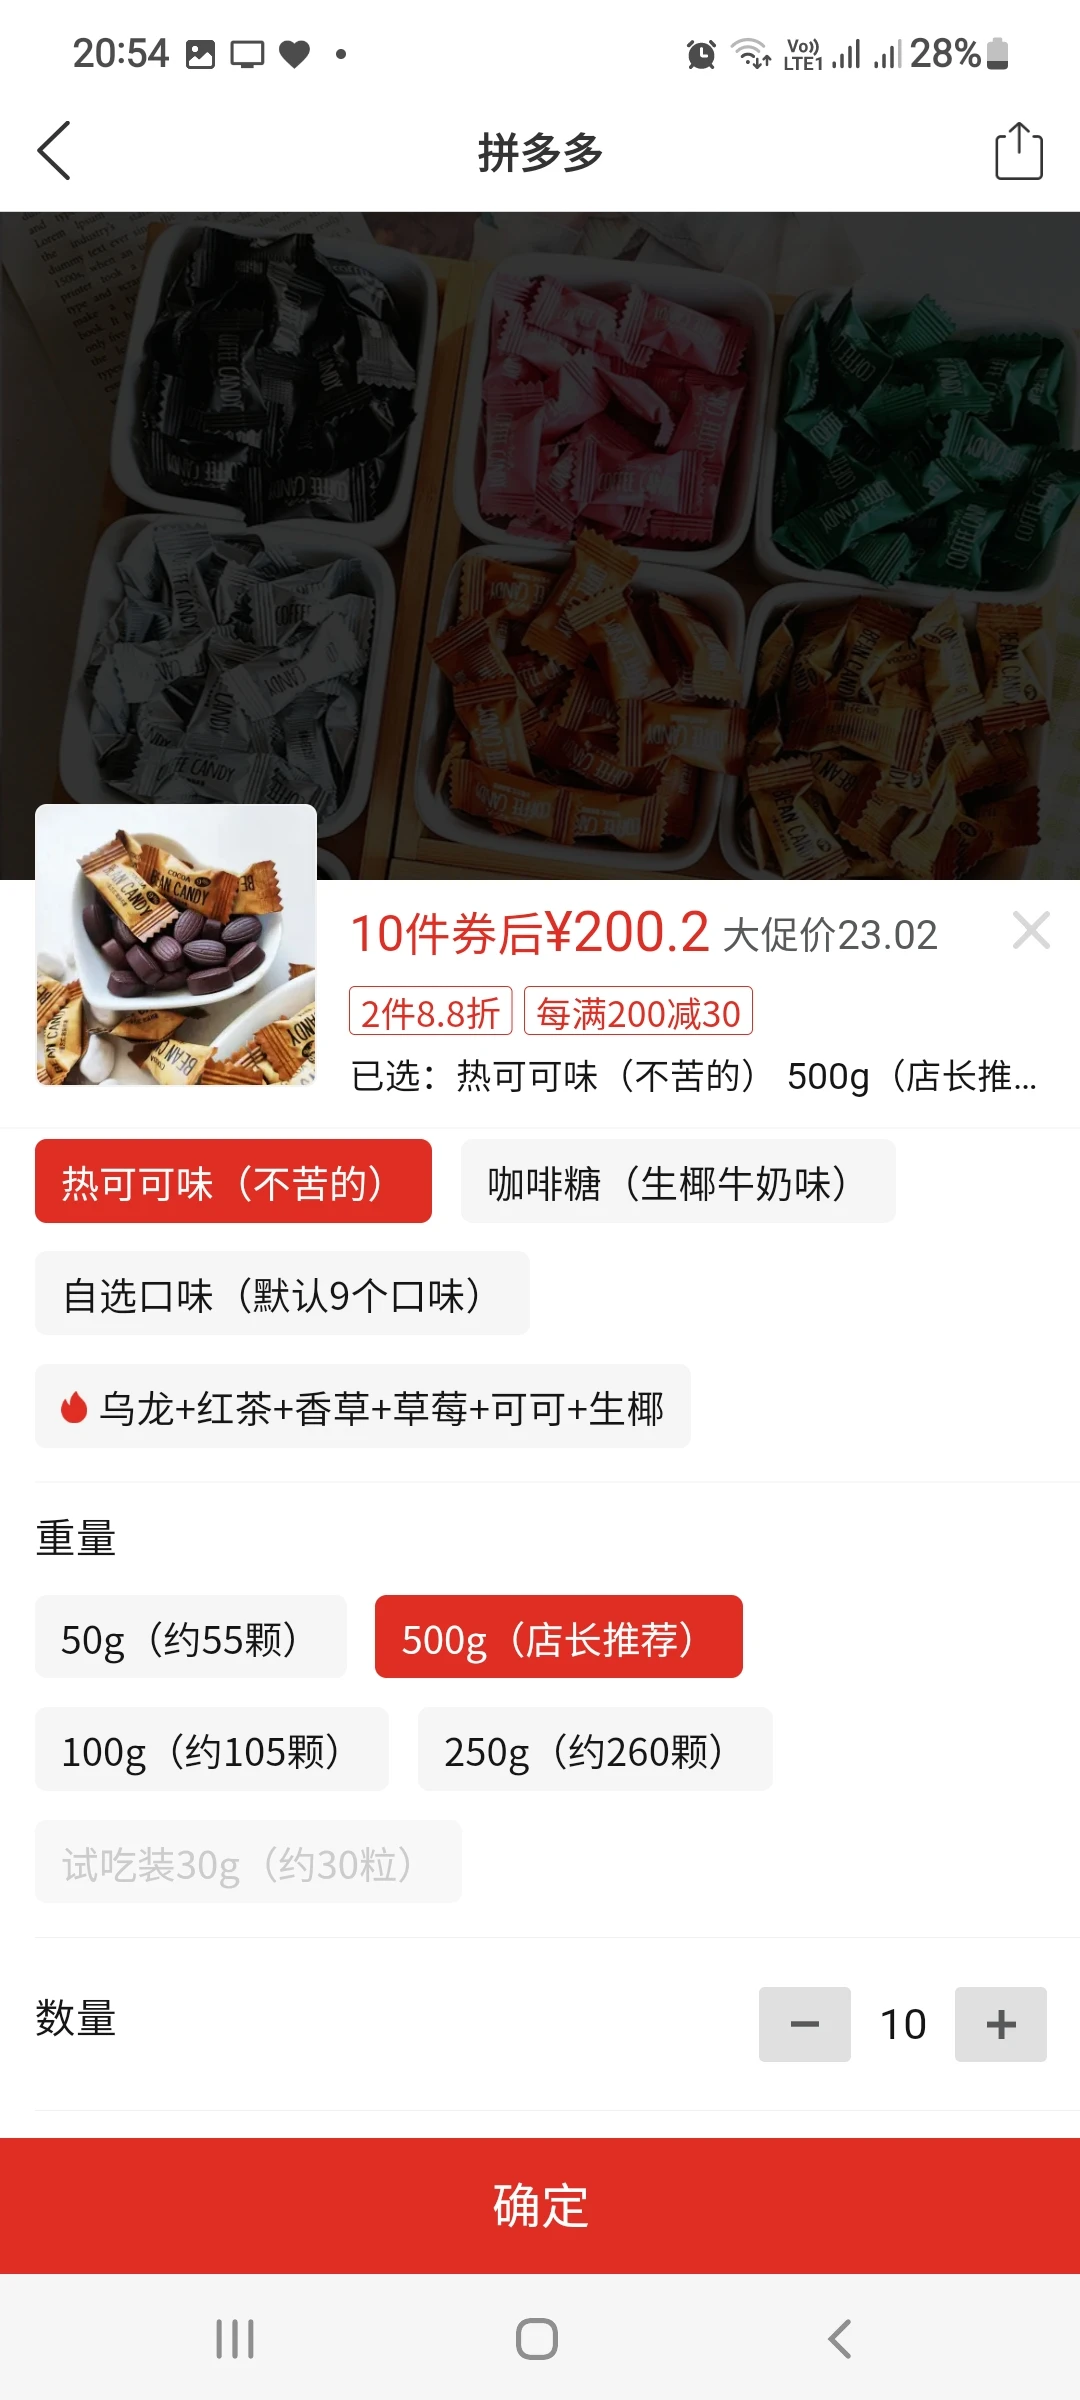 20:54 Vo)) LTE1 28%
拼多多
10件券后¥200.2 大促价23.02
2件8.8折 每满200减30
已选：热可可味（不苦的） 500g（店长推...
热可可味（不苦的） 咖啡糖（生椰牛奶味）
自选口味（默认9个口味）
乌龙+红茶+香草+草莓+可可+生椰
重量
50g（约55颗） 500g（店长推荐）
100g（约105颗） 250g（约260颗）
试吃装30g（约30粒）
数量 10
确定